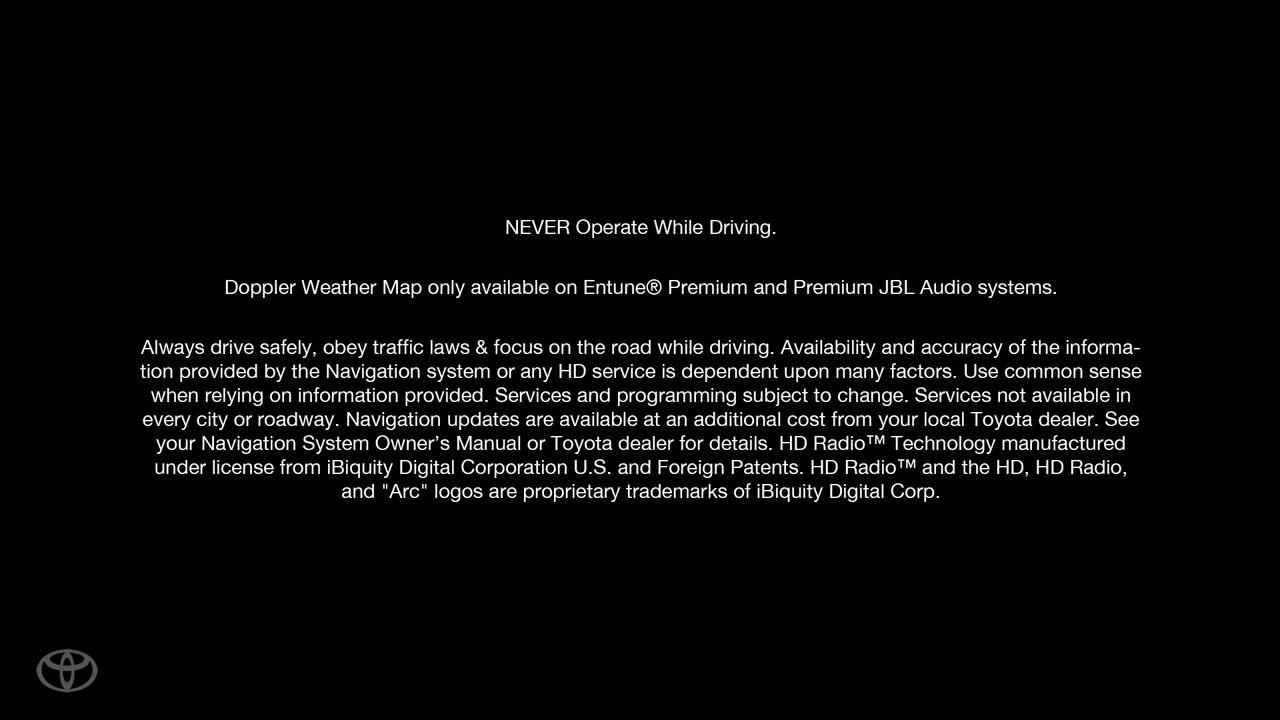 NEVER Operate While Driving.
Doppler Weather Map only available on Entune® Premium and Premium JBL Audio systems.
Always drive safely, obey traffic laws & focus on the road while driving. Availability and accuracy of the informa-
tion provided by the Navigation system or any HD service is dependent upon many factors. Use common sense
when relying on information provided. Services and programming subject to change. Services not available in
every city or roadway. Navigation updates are available at an additional cost from your local Toyota dealer. See
your Navigation System Owner’s Manual or Toyota dealer for details. HD Radio™ Technology manufactured
under license from iBiquity Digital Corporation U.S. and Foreign Patents. HD Radio™ and the HD, HD Radio,
and "Arc" logos are proprietary trademarks of iBiquity Digital Corp.